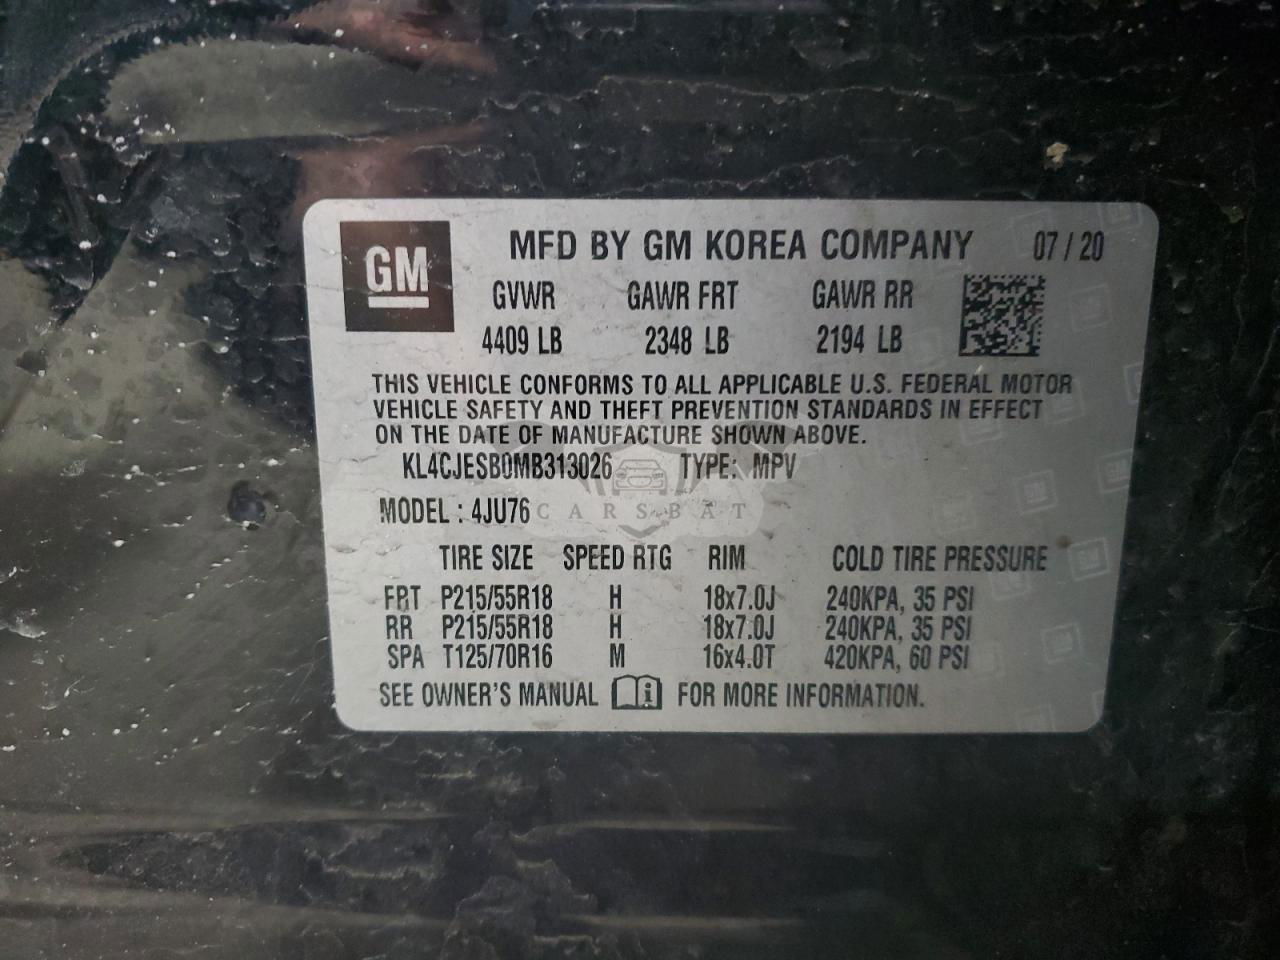 GM
MFD BY GM KOREA COMPANY 07 / 20
GVWR GAWR FRT GAWR RR
4409 LB 2348 LB 2194 LB
THIS VEHICLE CONFORMS TO ALL APPLICABLE U.S. FEDERAL MOTOR
VEHICLE SAFETY AND THEFT PREVENTION STANDARDS IN EFFECT
ON THE DATE OF MANUFACTURE SHOWN ABOVE.
KL4CJESB0MB313026 TYPE: MPV
MODEL : 4JU76
CARSBAT
TIRE SIZE SPEED RTG RIM COLD TIRE PRESSURE
FRT P215/55R18 H 18x7.0J 240KPA, 35 PSI
RR P215/55R18 H 18x7.0J 240KPA, 35 PSI
SPA T125/70R16 M 16x4.0T 420KPA, 60 PSI
SEE OWNER'S MANUAL FOR MORE INFORMATION.